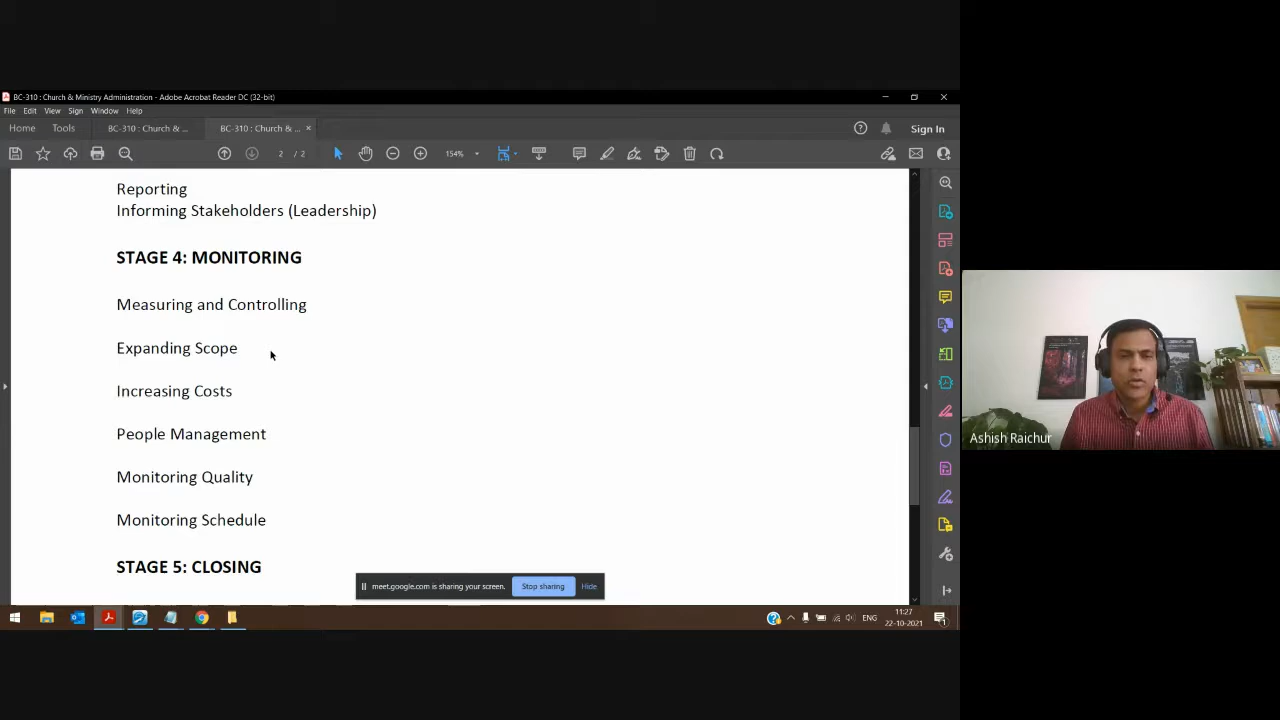 BC-310 : Church & Ministry Administration - Adobe Acrobat Reader DC (32-bit)
File Edit View Sign Window Help
Home Tools BC-310 : Church & ... BC-310 : Church & ... × Sign In
2 / 2 154%
Reporting
Informing Stakeholders (Leadership)
STAGE 4: MONITORING
Measuring and Controlling
Expanding Scope
Increasing Costs
People Management
Monitoring Quality
Monitoring Schedule
STAGE 5: CLOSING
meet.google.com is sharing your screen. Stop sharing Hide
Ashish Raichur
ENG 11:27
22-10-2021